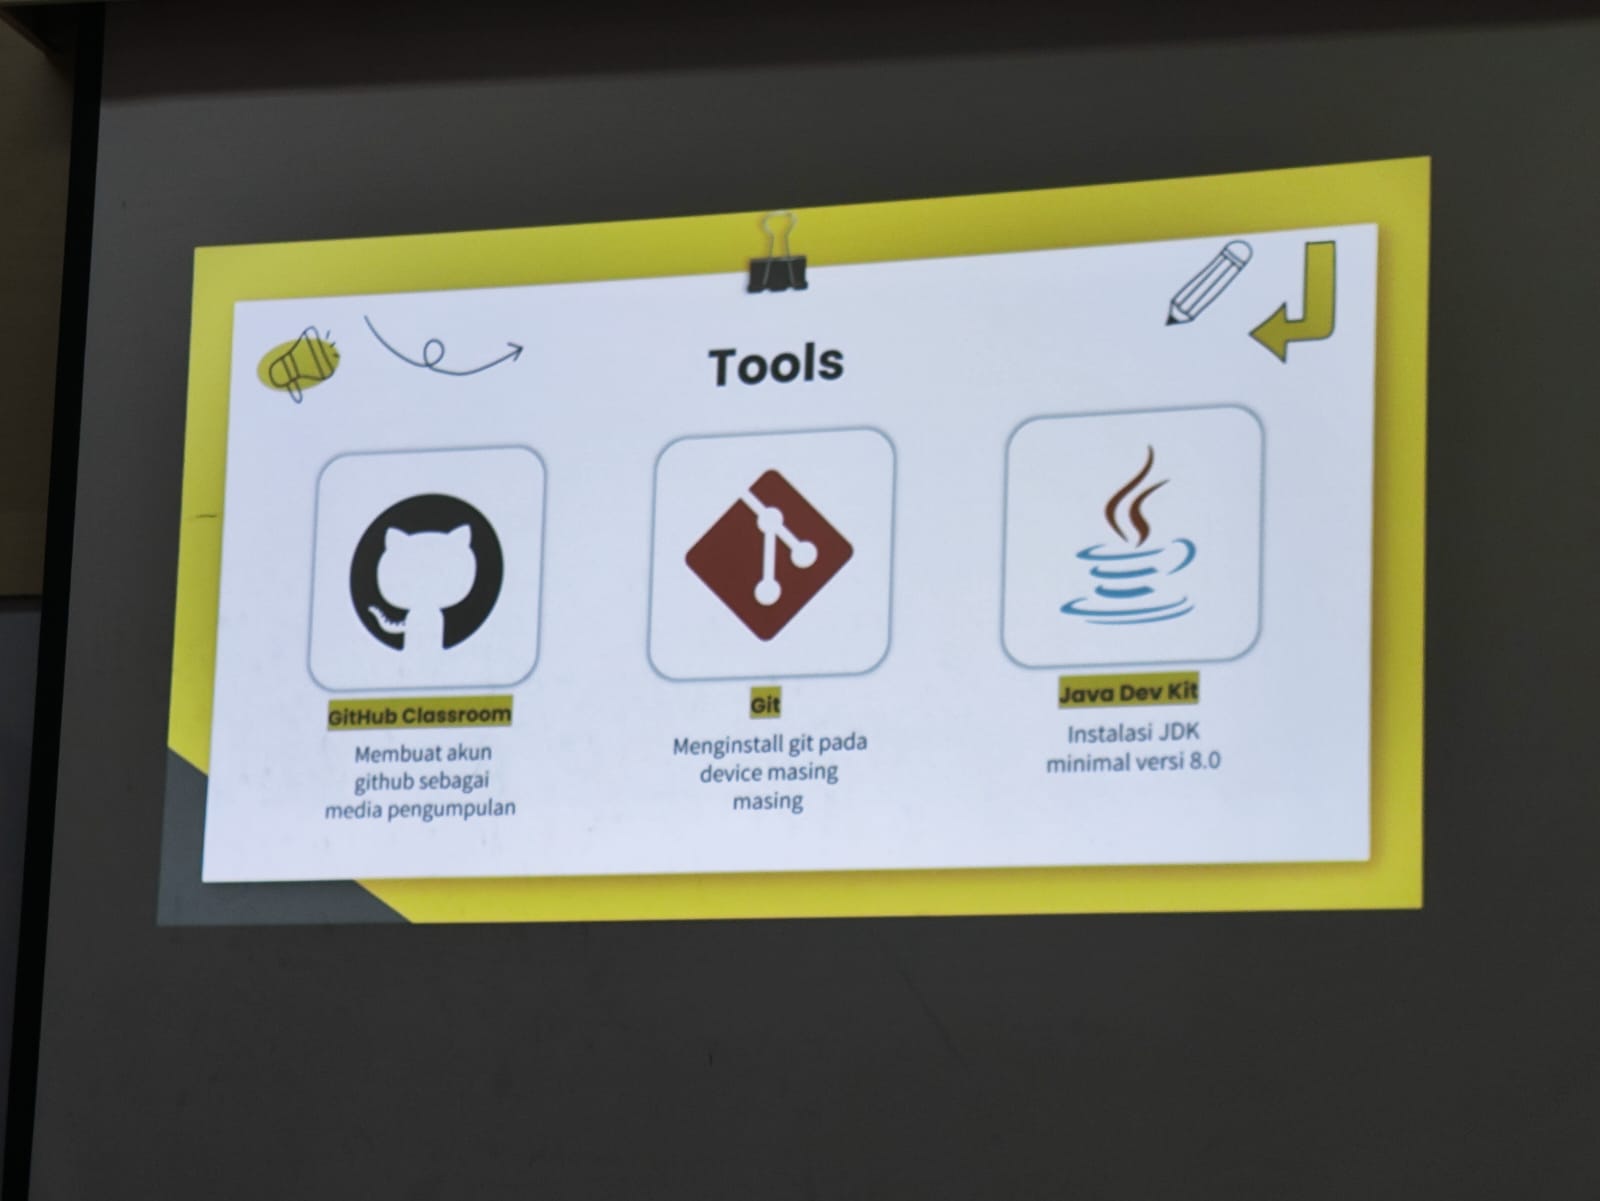 Tools
GitHub Classroom
Membuat akun
github sebagai
media pengumpulan
Git
Menginstall git pada
device masing
masing
Java Dev Kit
Instalasi JDK
minimal versi 8.0